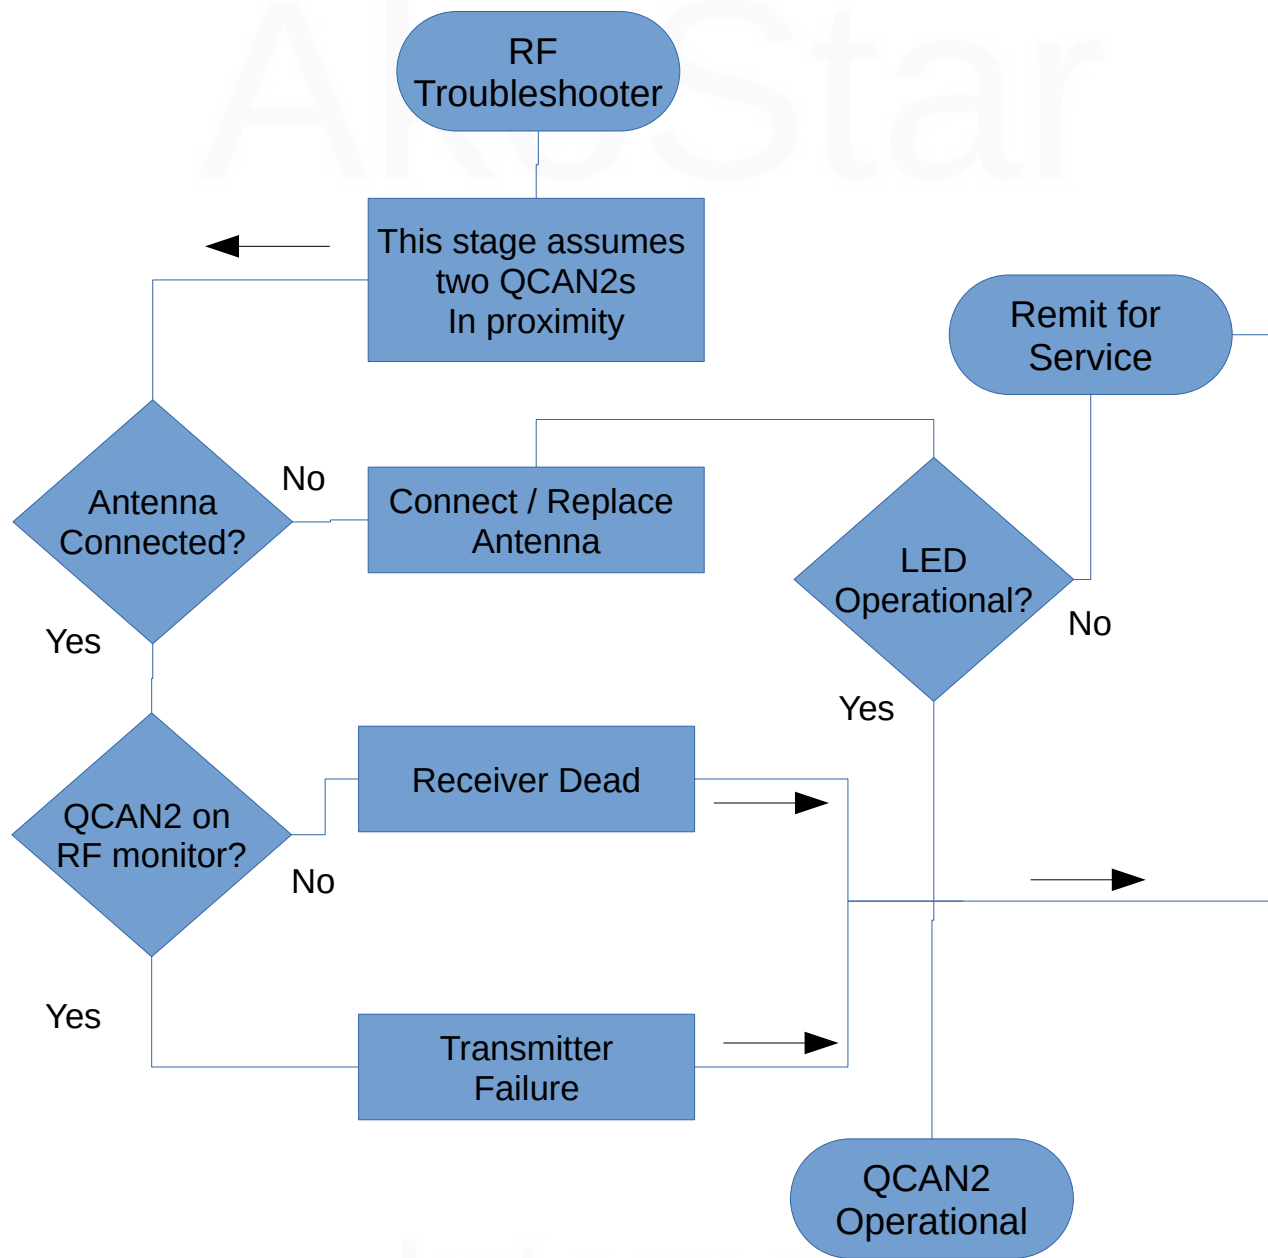 RF
Troubleshooter
This stage assumes
two QCAN2s
In proximity
Remit for
Service
Antenna
Connected?
No
Connect / Replace
Antenna
LED
Operational?
No
Yes
Yes
QCAN2 on
RF monitor?
No
Receiver Dead
Yes
Transmitter
Failure
QCAN2
Operational